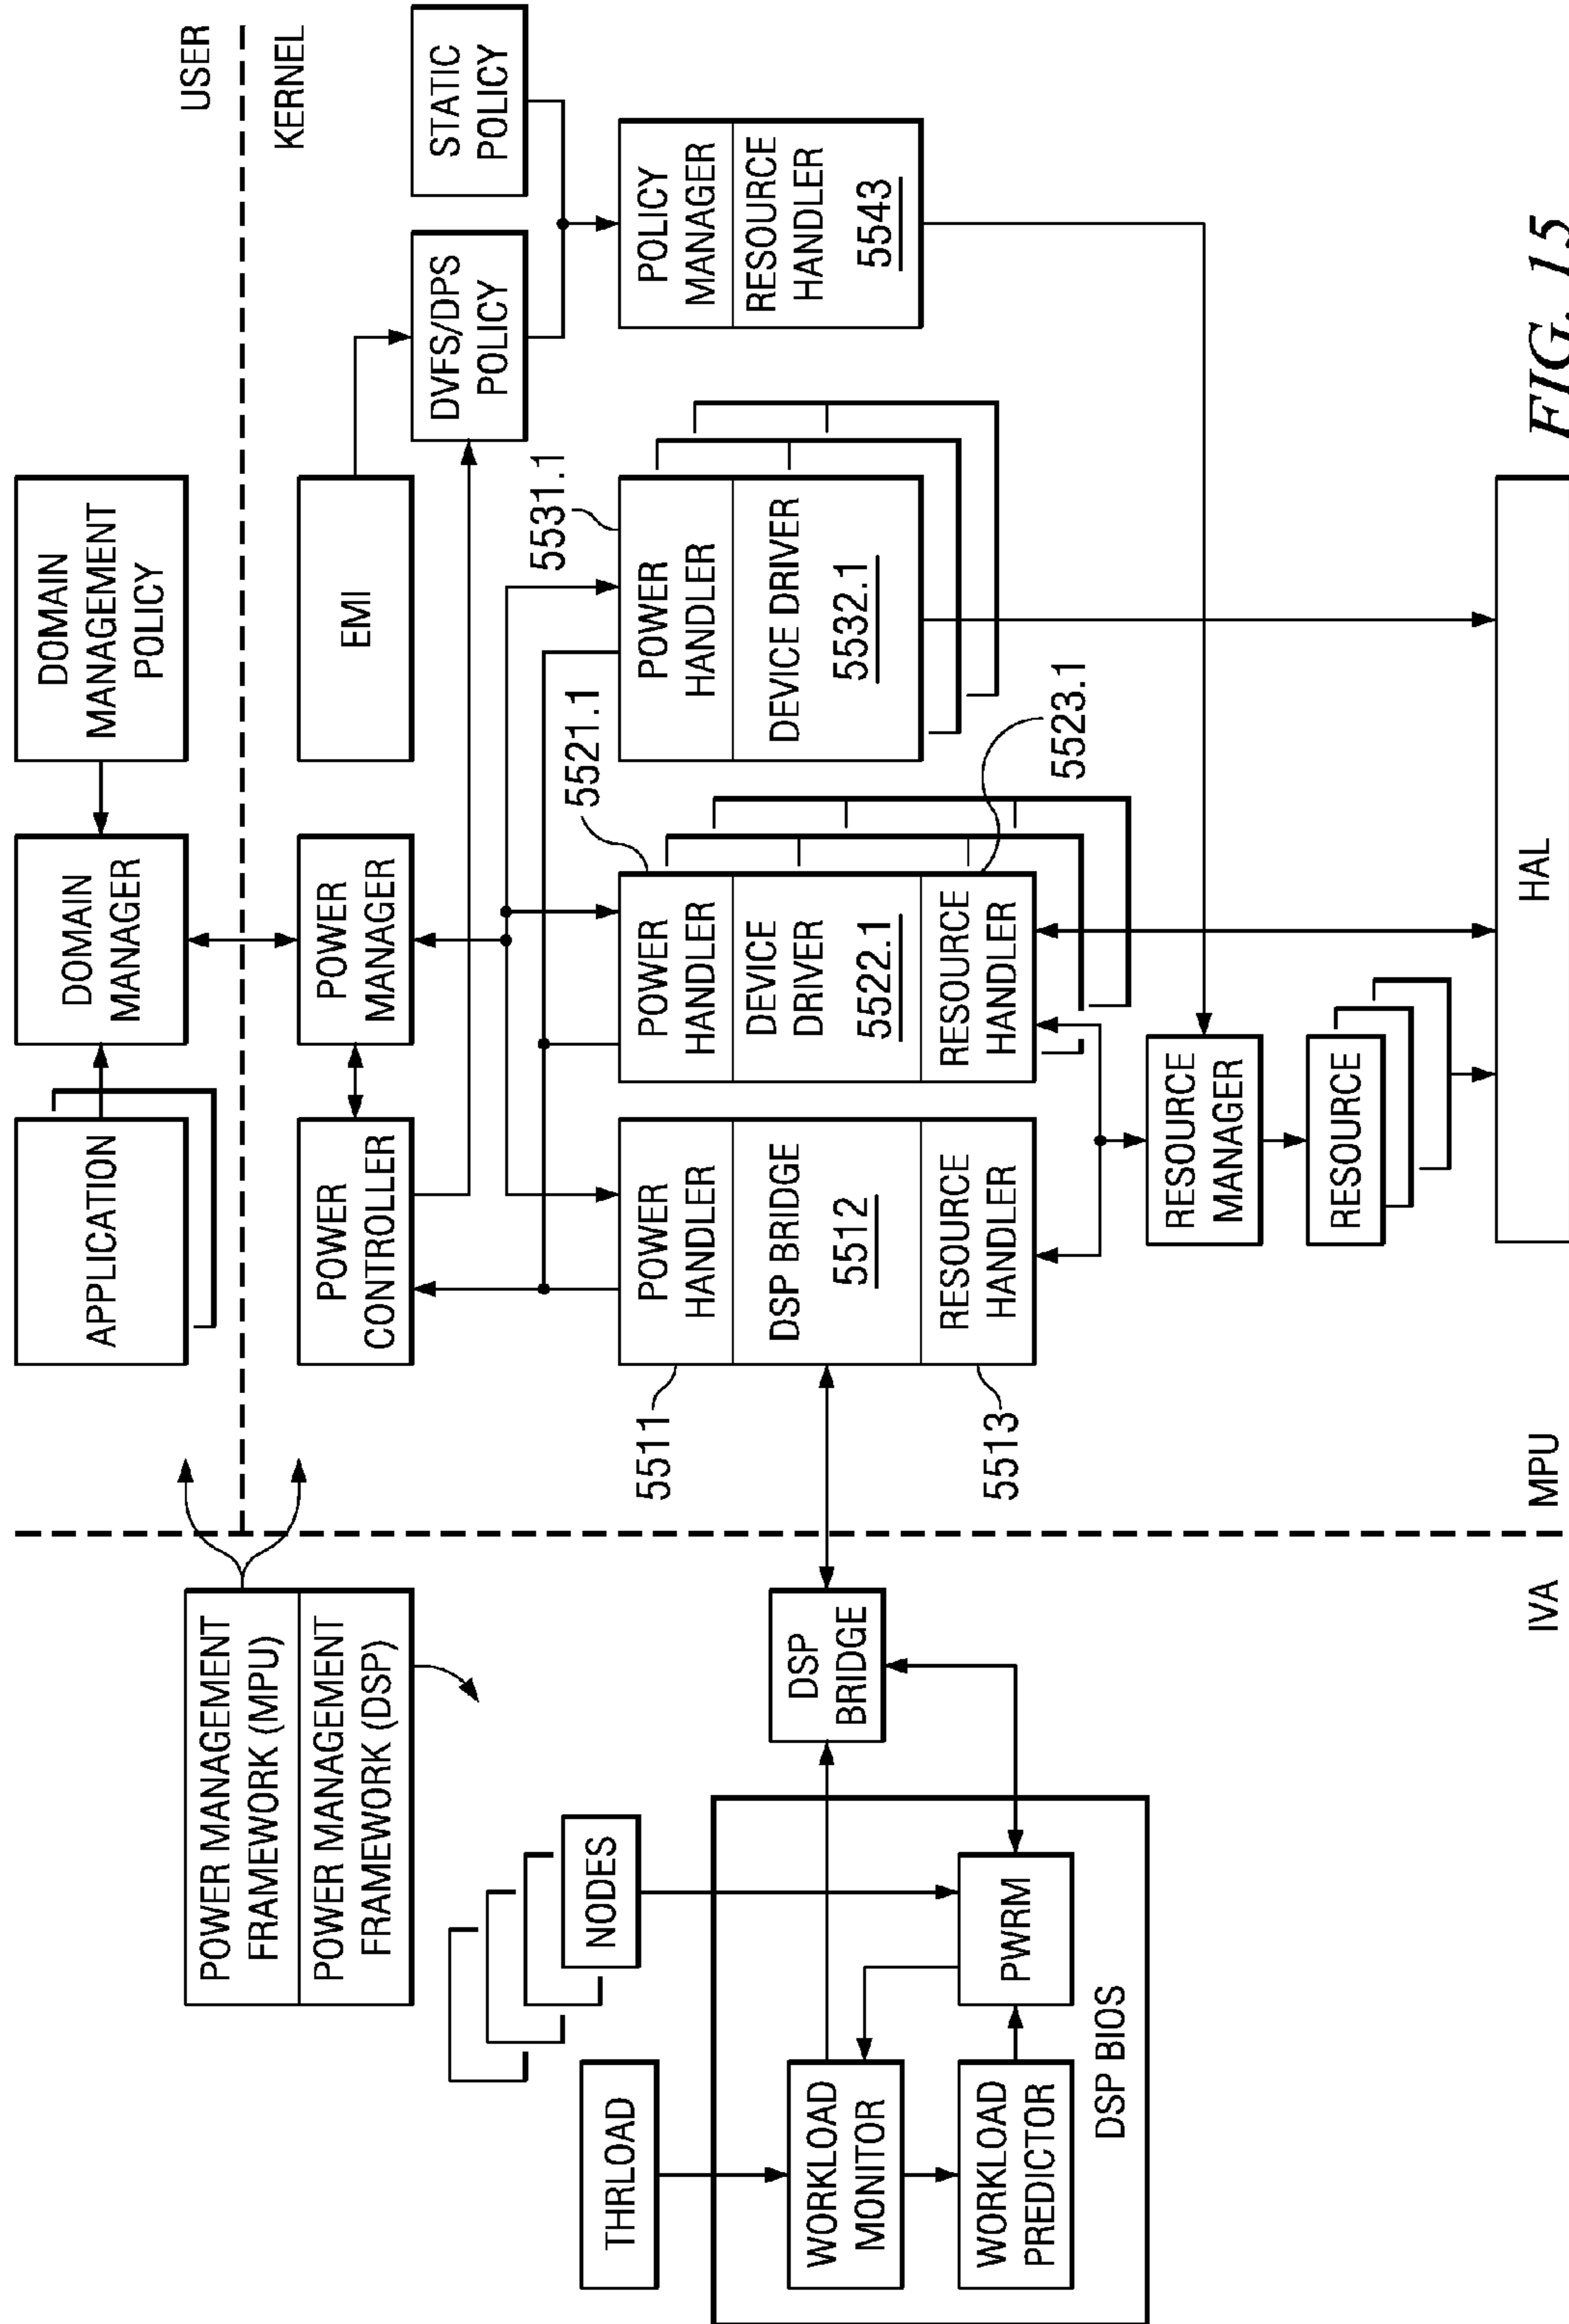 POWER MANAGEMENT
FRAMEWORK (MPU)
POWER MANAGEMENT
FRAMEWORK (DSP)
NODES
THRLOAD
WORKLOAD
MONITOR
WORKLOAD
PREDICTOR
PWRM
DSP BIOS
DSP
BRIDGE
IVA
MPU
APPLICATION
DOMAIN
MANAGER
DOMAIN
MANAGEMENT
POLICY
USER
KERNEL
POWER
CONTROLLER
POWER
MANAGER
EMI
DVFS/DPS
POLICY
STATIC
POLICY
5511
POWER
HANDLER
DSP BRIDGE
5512
RESOURCE
HANDLER
5513
5521.1
POWER
HANDLER
DEVICE
DRIVER
5522.1
RESOURCE
HANDLER
5523.1
5531.1
POWER
HANDLER
DEVICE DRIVER
5532.1
POLICY
MANAGER
RESOURCE
HANDLER
5543
RESOURCE
MANAGER
RESOURCE
HAL
FIG. 15